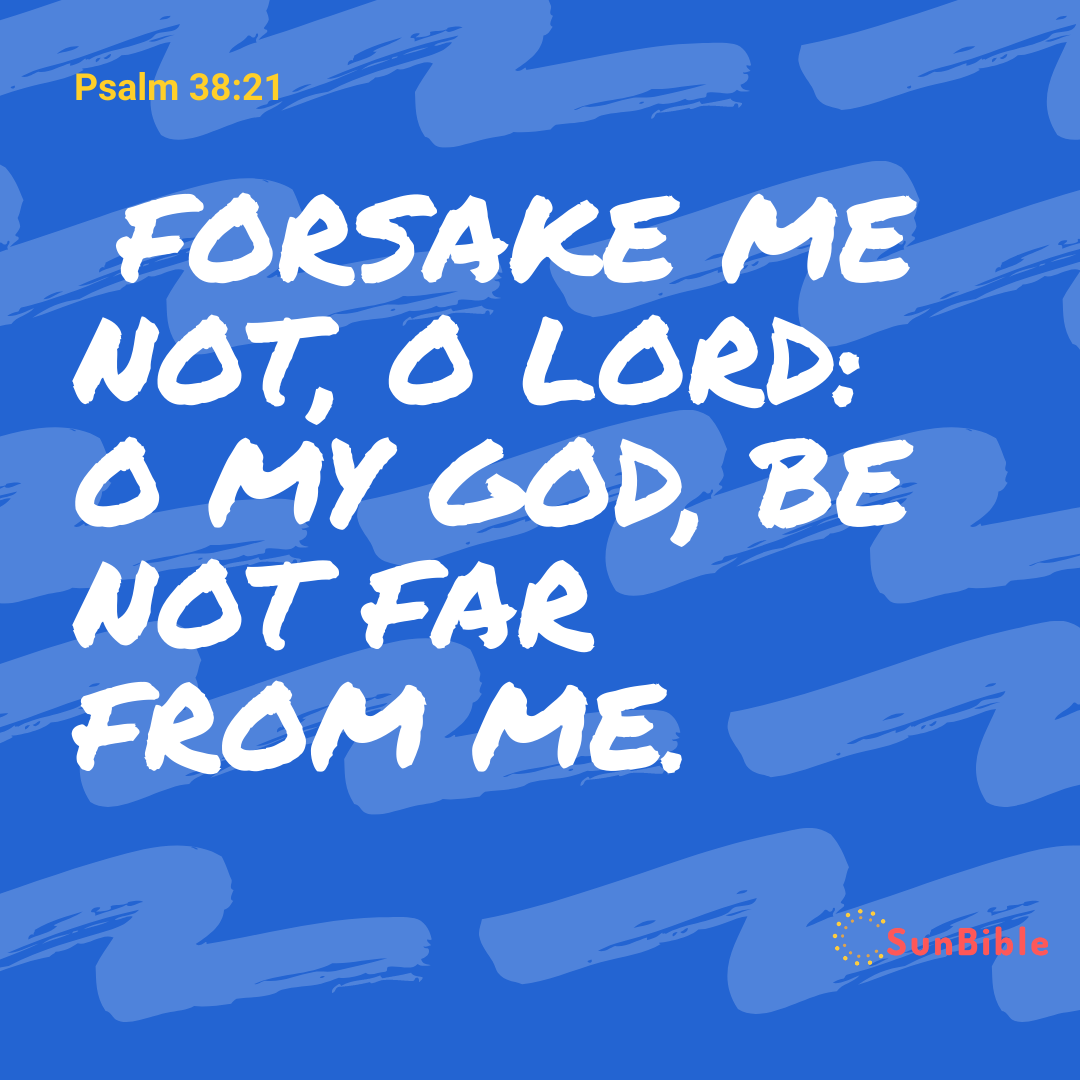 Psalm 38:21
FORSAKE ME
NOT, O LORD:
O MY GOD, BE
NOT FAR
FROM ME.
SunBible